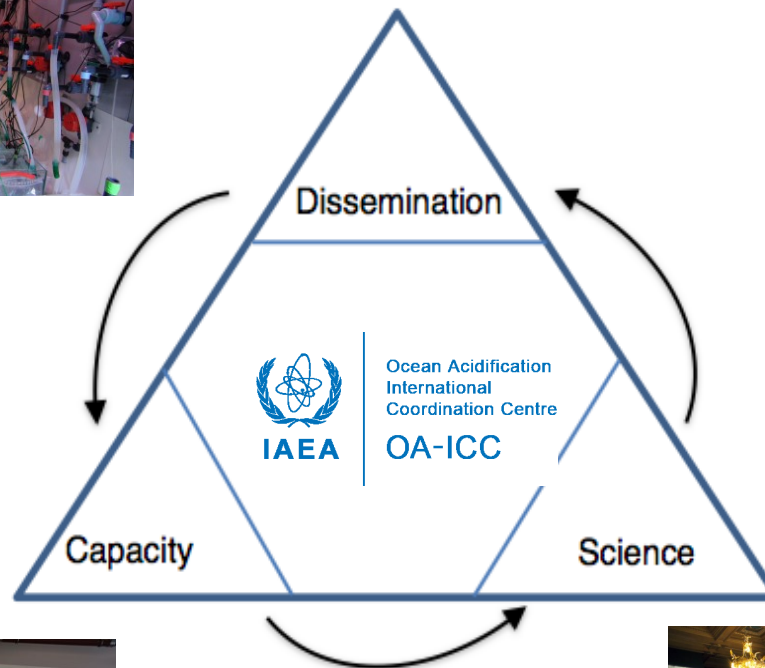 Dissemination
Ocean Acidification
International
Coordination Centre
IAEA
OA-ICC
Capacity
Science